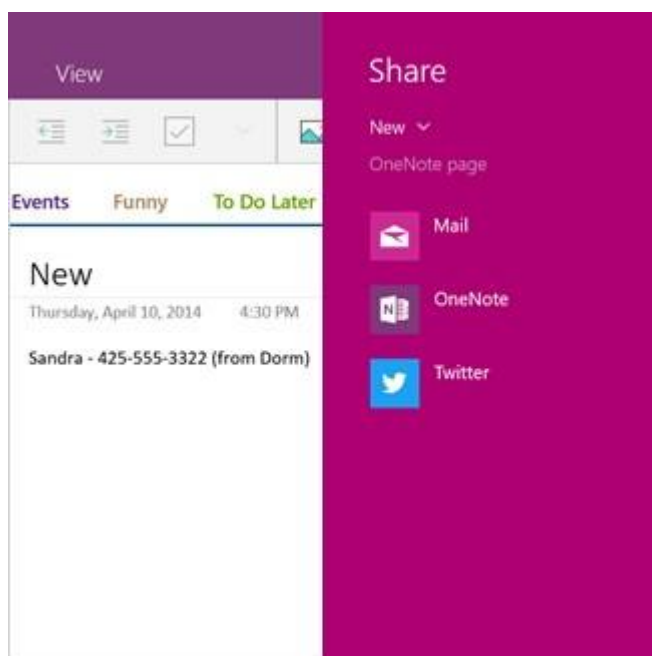 View
Events Funny To Do Later
New
Thursday, April 10, 2014 4:30 PM
Sandra - 425-555-3322 (from Dorm)
Share
New
OneNote page
Mail
N
OneNote
Twitter